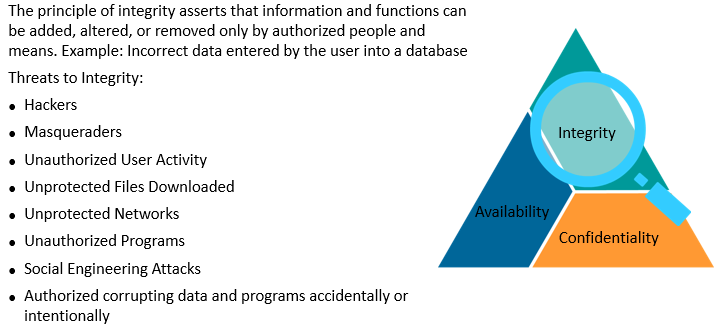 The principle of integrity asserts that information and functions can
be added, altered, or removed only by authorized people and
means. Example: Incorrect data entered by the user into a database
Threats to Integrity:
• Hackers
• Masqueraders
• Unauthorized User Activity
• Unprotected Files Downloaded
• Unprotected Networks
• Unauthorized Programs
• Social Engineering Attacks
• Authorized corrupting data and programs accidentally or
intentionally
Integrity
Availability
Confidentiality